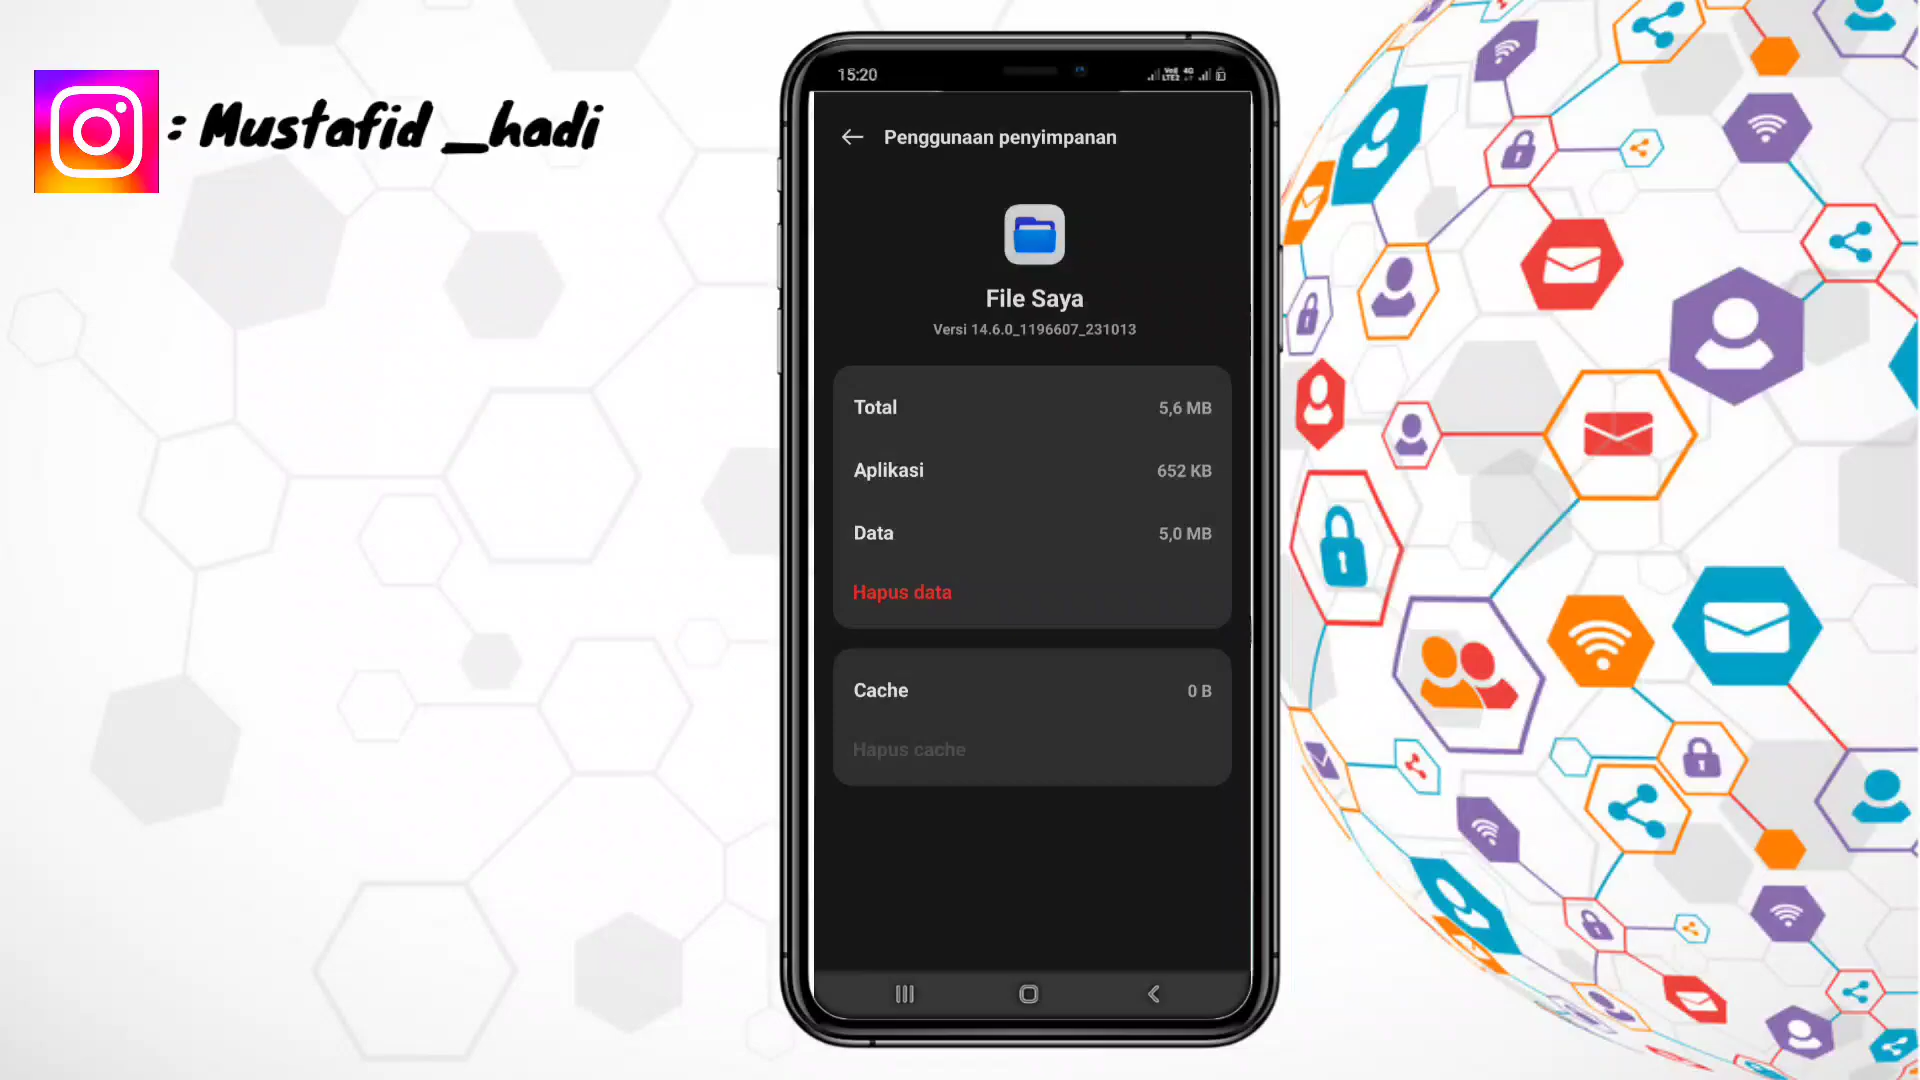 : Mustafid _hadi
15:20
Penggunaan penyimpanan
File Saya
Versi 14.6.0_1196607_231013
Total 5,6 MB
Aplikasi 652 KB
Data 5,0 MB
Hapus data
Cache 0 B
Hapus cache